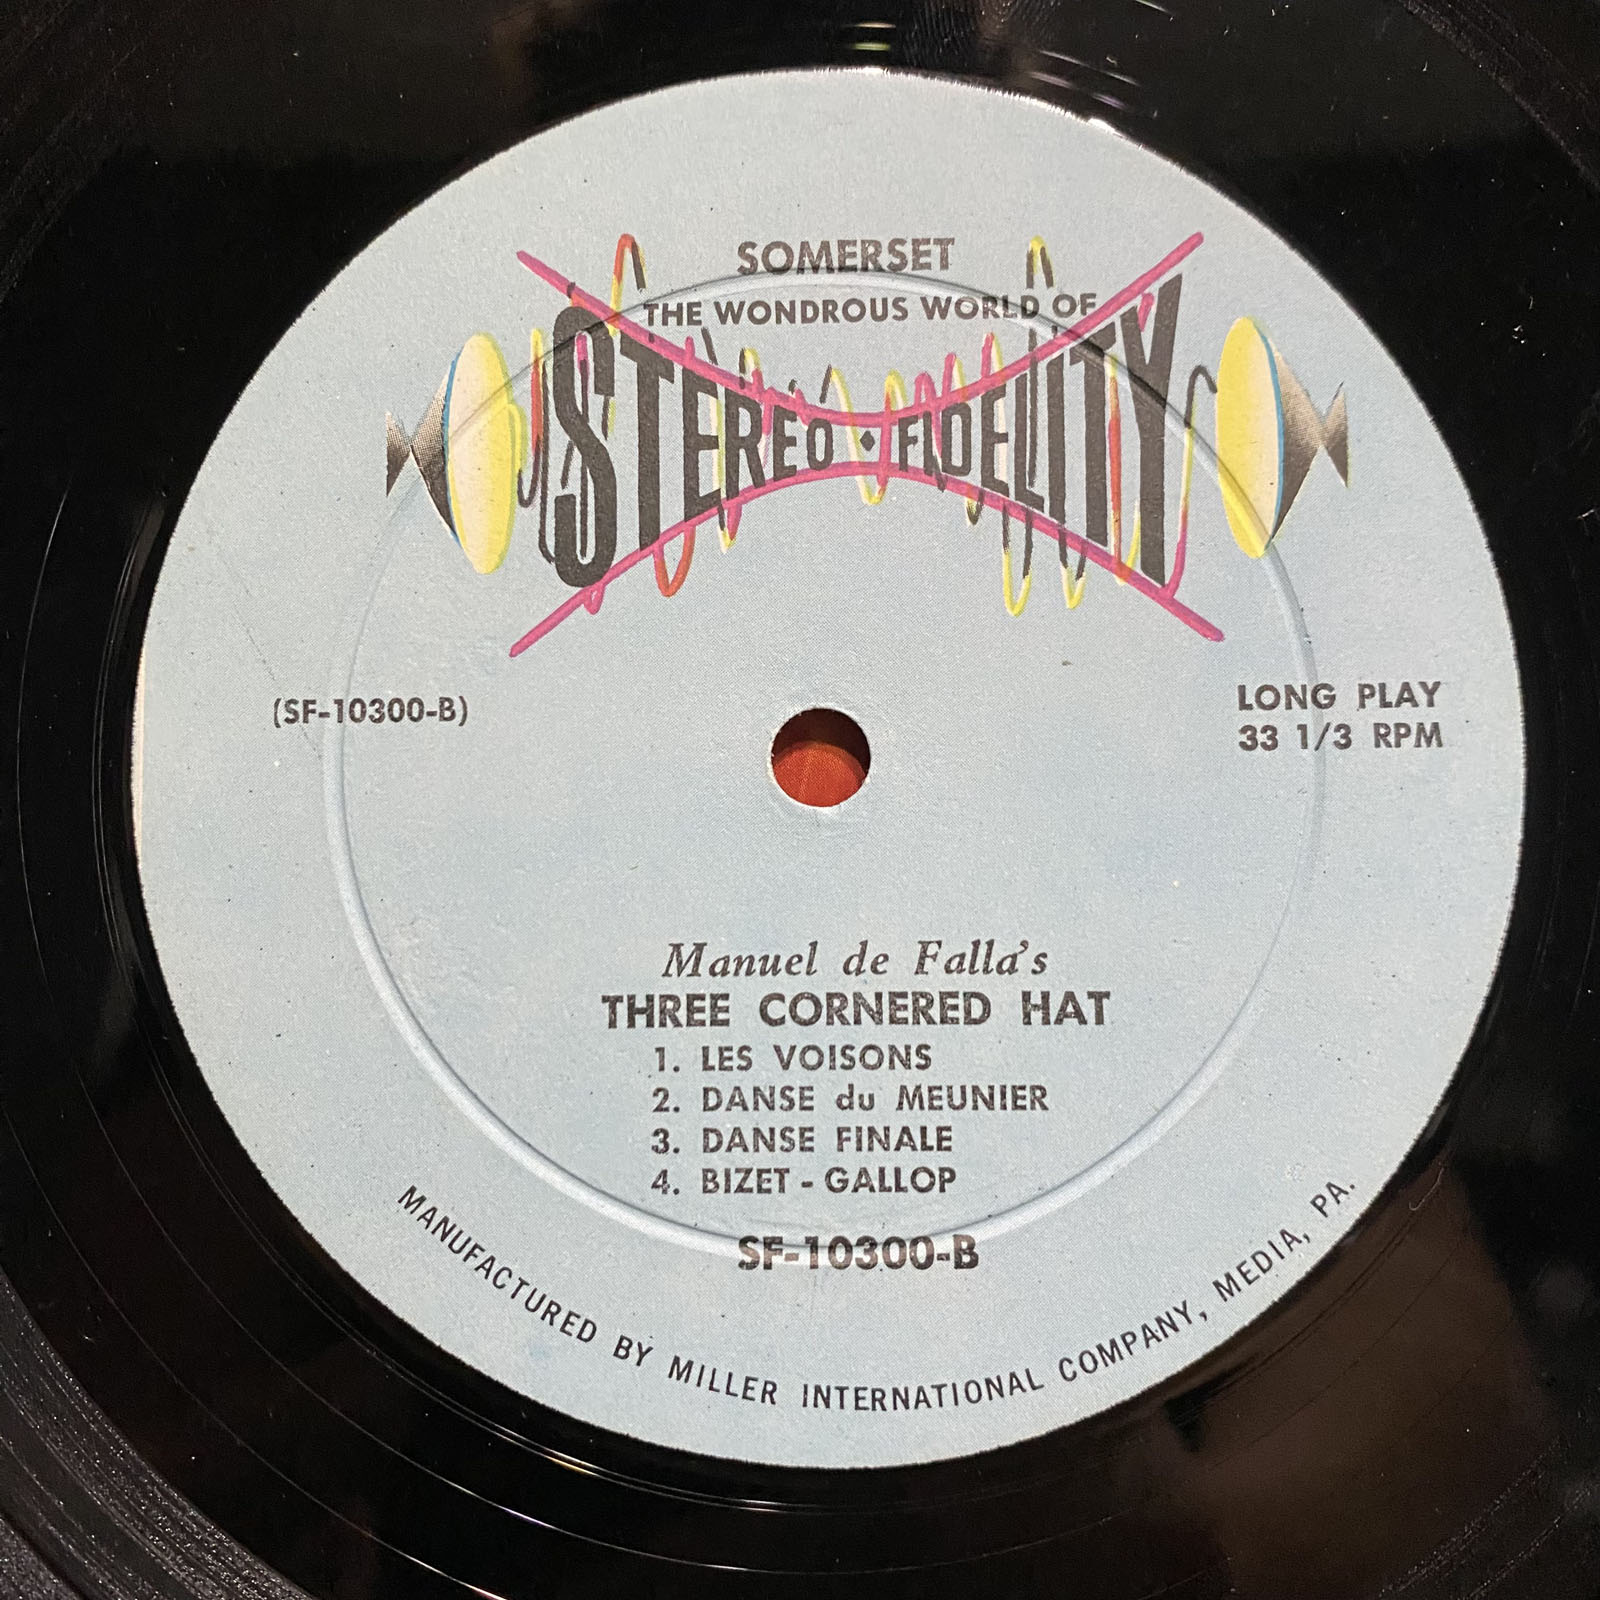 SOMERSET
THE WONDROUS WORLD OF
STEREO • FIDELITY
(SF-10300-B)
LONG PLAY
33 1/3 RPM
Manuel de Falla's
THREE CORNERED HAT
1. LES VOISONS
2. DANSE du MEUNIER
3. DANSE FINALE
4. BIZET - GALLOP
SF-10300-B
MANUFACTURED BY MILLER INTERNATIONAL COMPANY, MEDIA, PA.